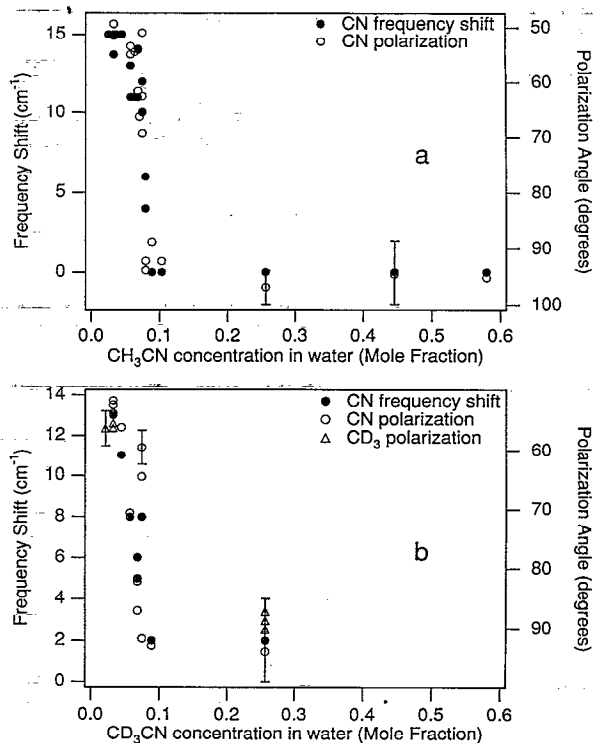 CN frequency shift
CN polarization
15
10
5
0
50
60
70
80
90
100
Frequency Shift (cm⁻¹)
Polarization Angle (degrees)
a
0.0 0.1 0.2 0.3 0.4 0.5 0.6
CH₃CN concentration in water (Mole Fraction)
CN frequency shift
CN polarization
CD₃ polarization
14
12
10
8
6
4
2
0
60
70
80
90
Frequency Shift (cm⁻¹)
Polarization Angle (degrees)
b
0.0 0.1 0.2 0.3 0.4 0.5 0.6
CD₃CN concentration in water (Mole Fraction)